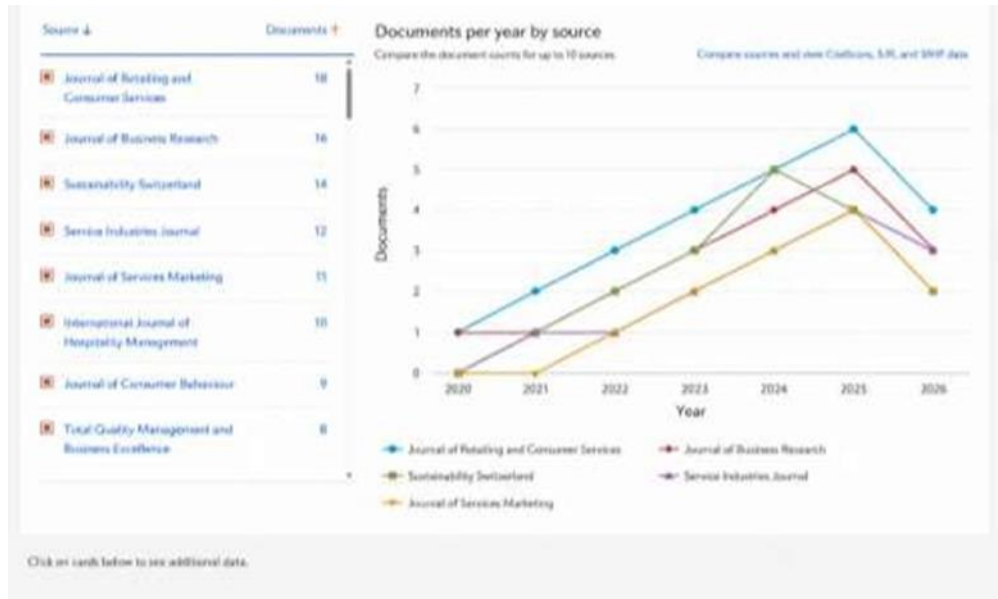 Source ↓ Documents ↑
Journal of Retailing and
Consumer Services 18
Journal of Business Research 16
Sustainability Switzerland 14
Service Industries Journal 12
Journal of Services Marketing 11
International Journal of
Hospitality Management 10
Journal of Consumer Behaviour 9
Total Quality Management and
Business Excellence 8
Documents per year by source
Compare the document counts for up to 10 sources.
Compare sources and view CiteScore, SJR, and SNIP data
7
6
5
4
3
2
1
0
Documents
2020 2021 2022 2023 2024 2025 2026
Year
Journal of Retailing and Consumer Services
Journal of Business Research
Sustainability Switzerland
Service Industries Journal
Journal of Services Marketing
Click on cards below to see additional data.